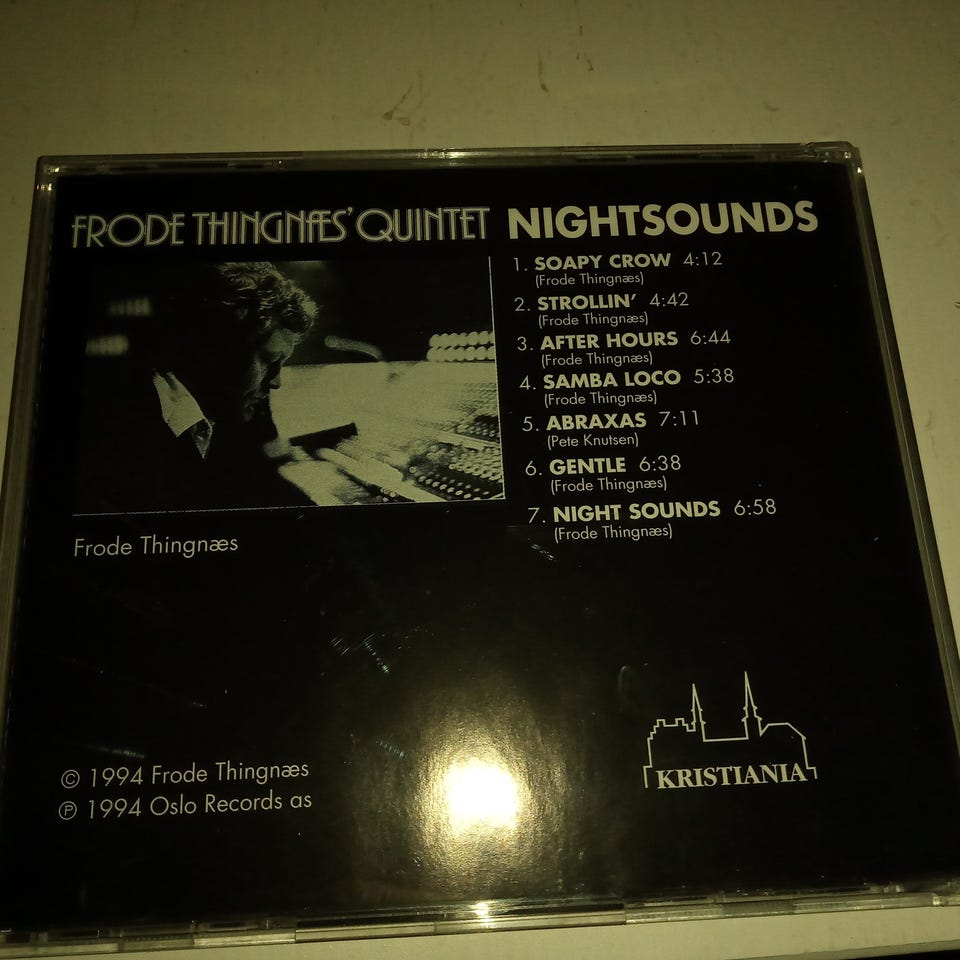 FRODE THINGNÆS' QUINTET NIGHTSOUNDS
1. SOAPY CROW 4:12
(Frode Thingnæs)
2. STROLLIN' 4:42
(Frode Thingnæs)
3. AFTER HOURS 6:44
(Frode Thingnæs)
4. SAMBA LOCO 5:38
(Frode Thingnæs)
5. ABRAXAS 7:11
(Pete Knutsen)
6. GENTLE 6:38
(Frode Thingnæs)
7. NIGHT SOUNDS 6:58
(Frode Thingnæs)
Frode Thingnæs
© 1994 Frode Thingnæs
℗ 1994 Oslo Records as
KRISTIANIA